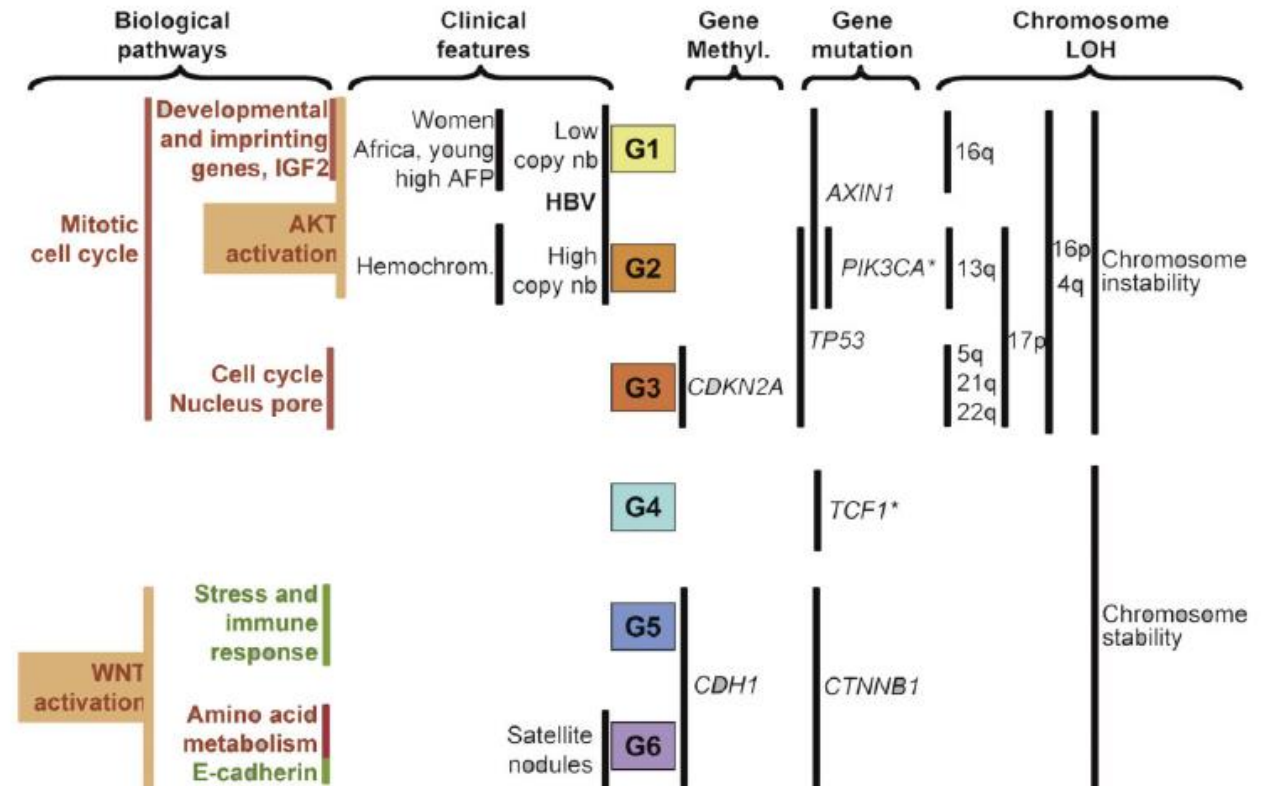 Biological
pathways
Clinical
features
Gene
Methyl.
Gene
mutation
Chromosome
LOH
Developmental
and imprinting
genes, IGF2
Mitotic
cell cycle
AKT
activation
Cell cycle
Nucleus pore
Women
Africa, young
high AFP
Low
copy nb
HBV
Hemochrom.
High
copy nb
G1
G2
G3
CDKN2A
AXIN1
PIK3CA*
TP53
16q
13q
5q
21q
22q
17p
16p
4q
Chromosome
instability
G4
TCF1*
WNT
activation
Stress and
immune
response
Amino acid
metabolism
E-cadherin
Satellite
nodules
G5
G6
CDH1
CTNNB1
Chromosome
stability